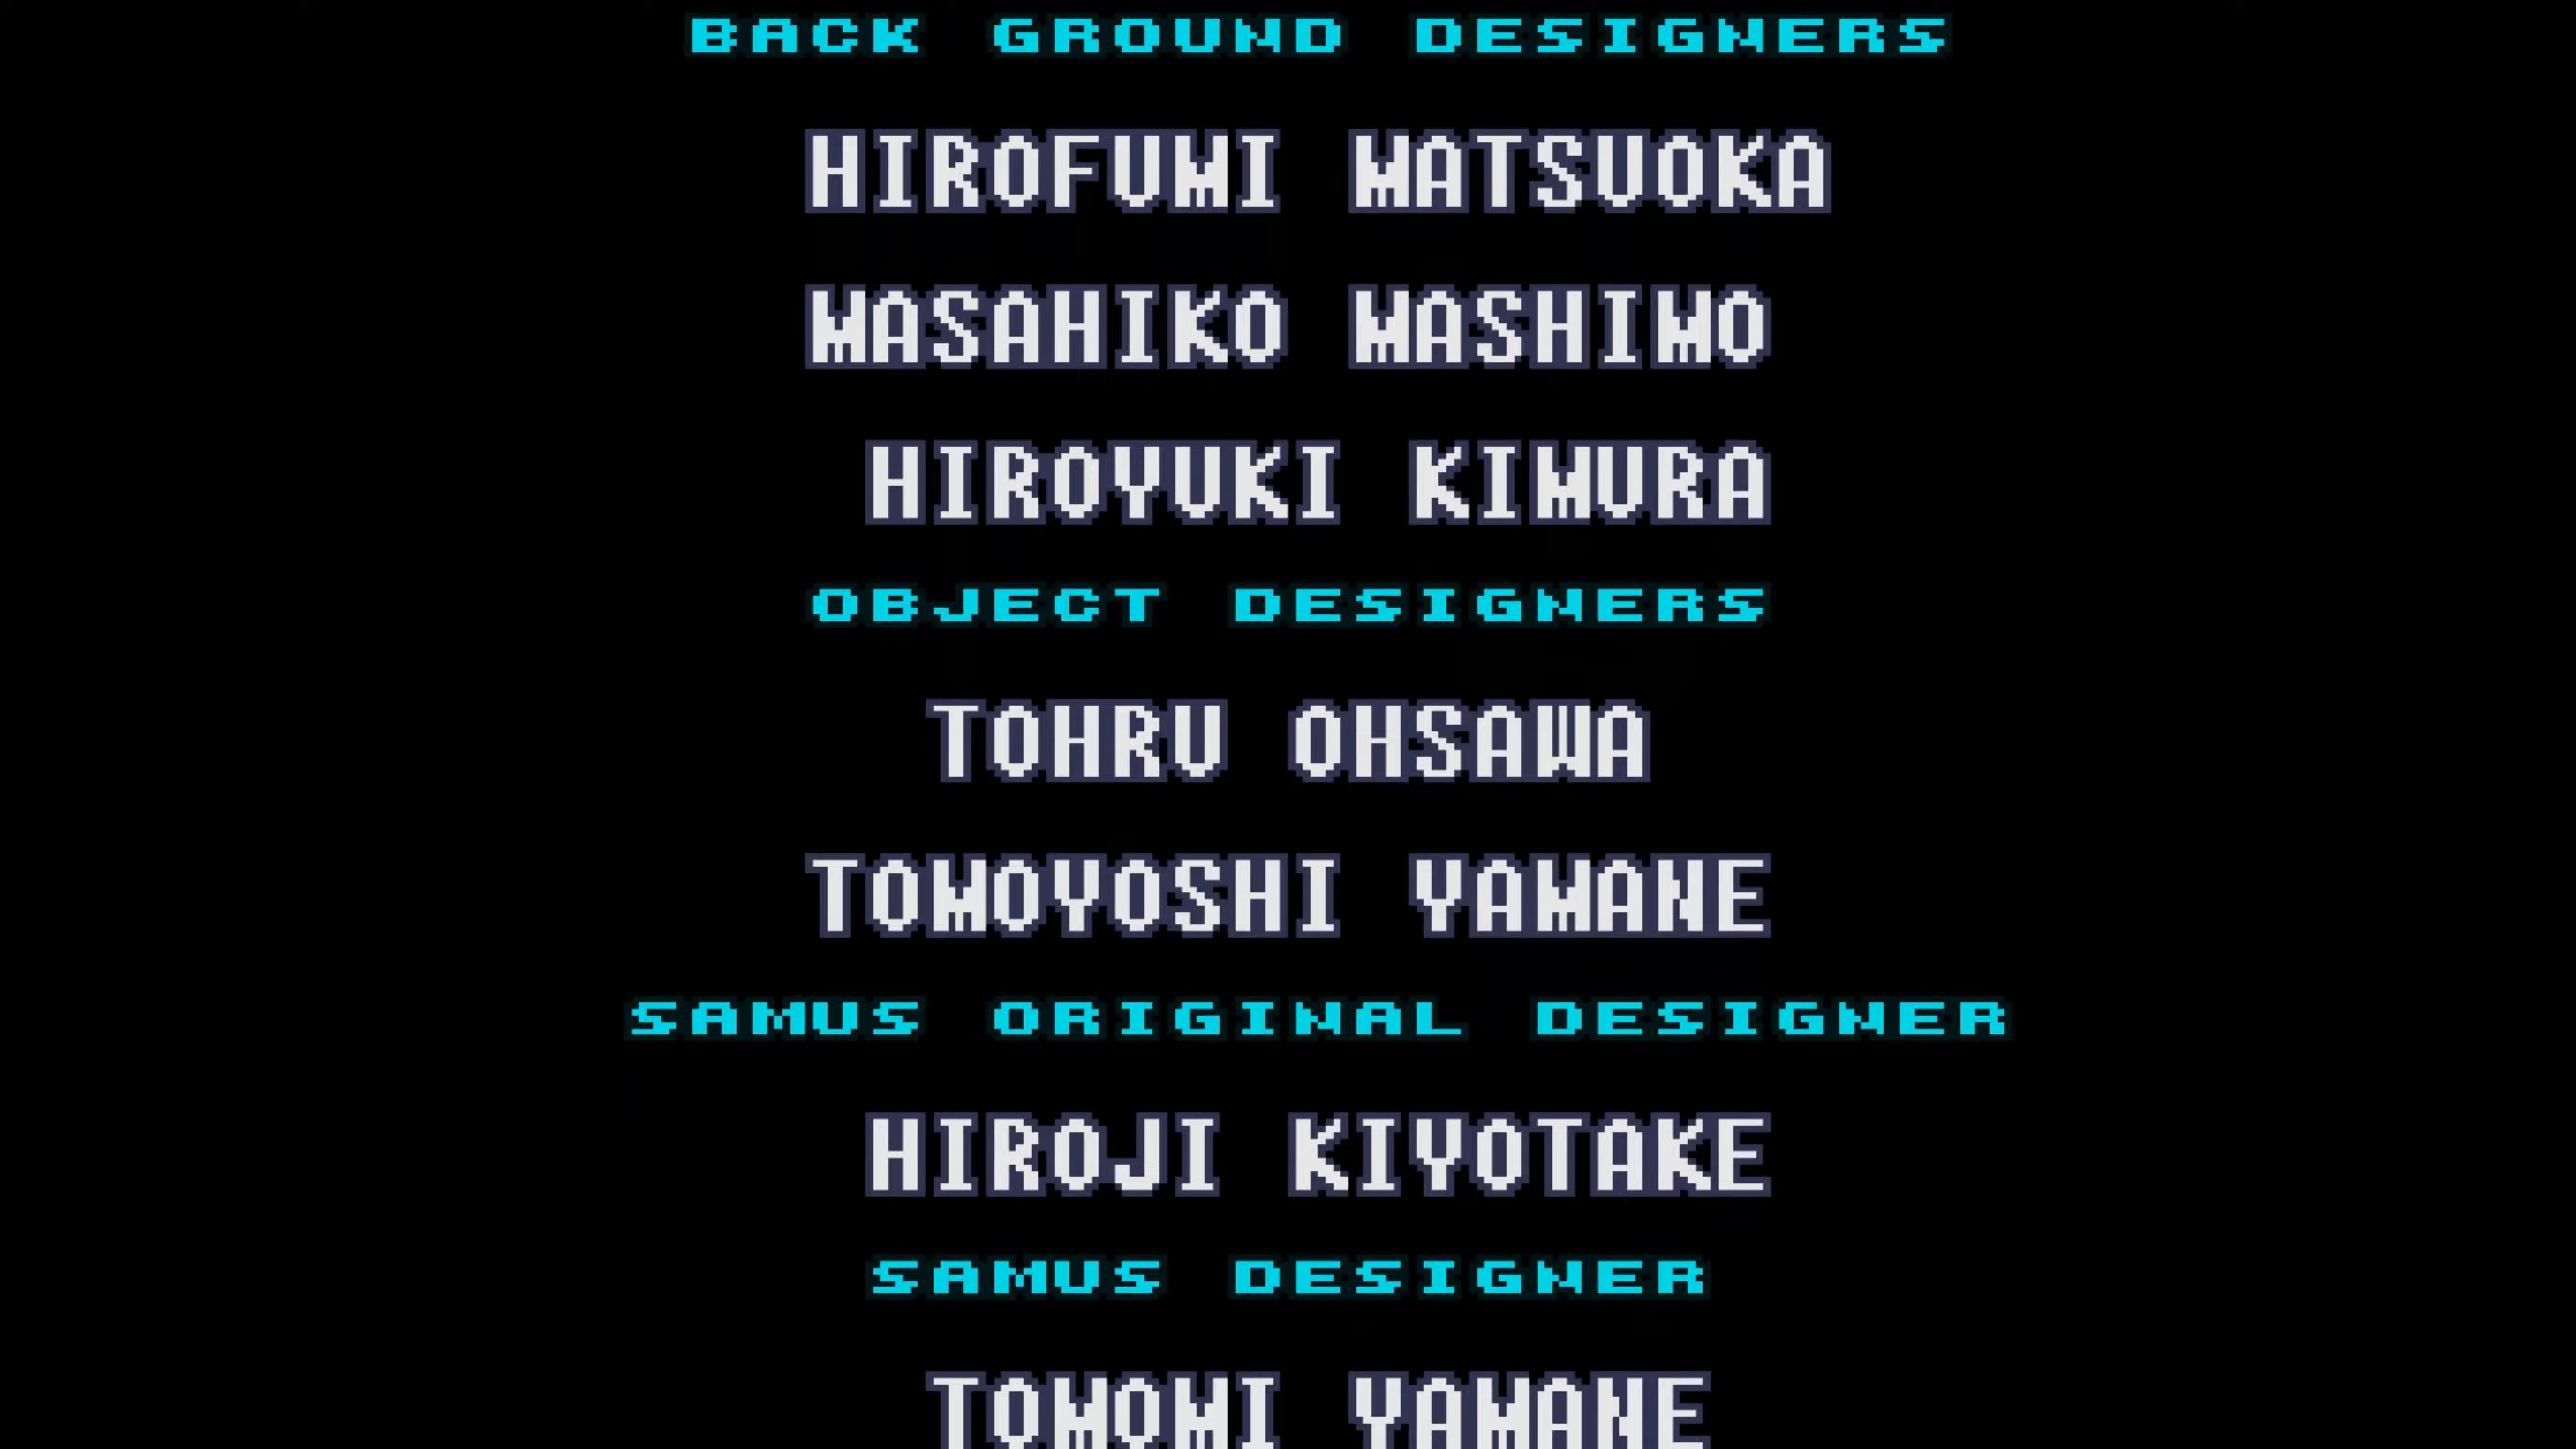 BACK GROUND DESIGNERS
HIROFUMI MATSUOKA
MASAHIKO MASHIMO
HIROYUKI KIMURA
OBJECT DESIGNERS
TOHRU OHSAWA
TOMOYOSHI YAMANE
SAMUS ORIGINAL DESIGNER
HIROJI KIYOTAKE
SAMUS DESIGNER
TOMOMI YAMANE